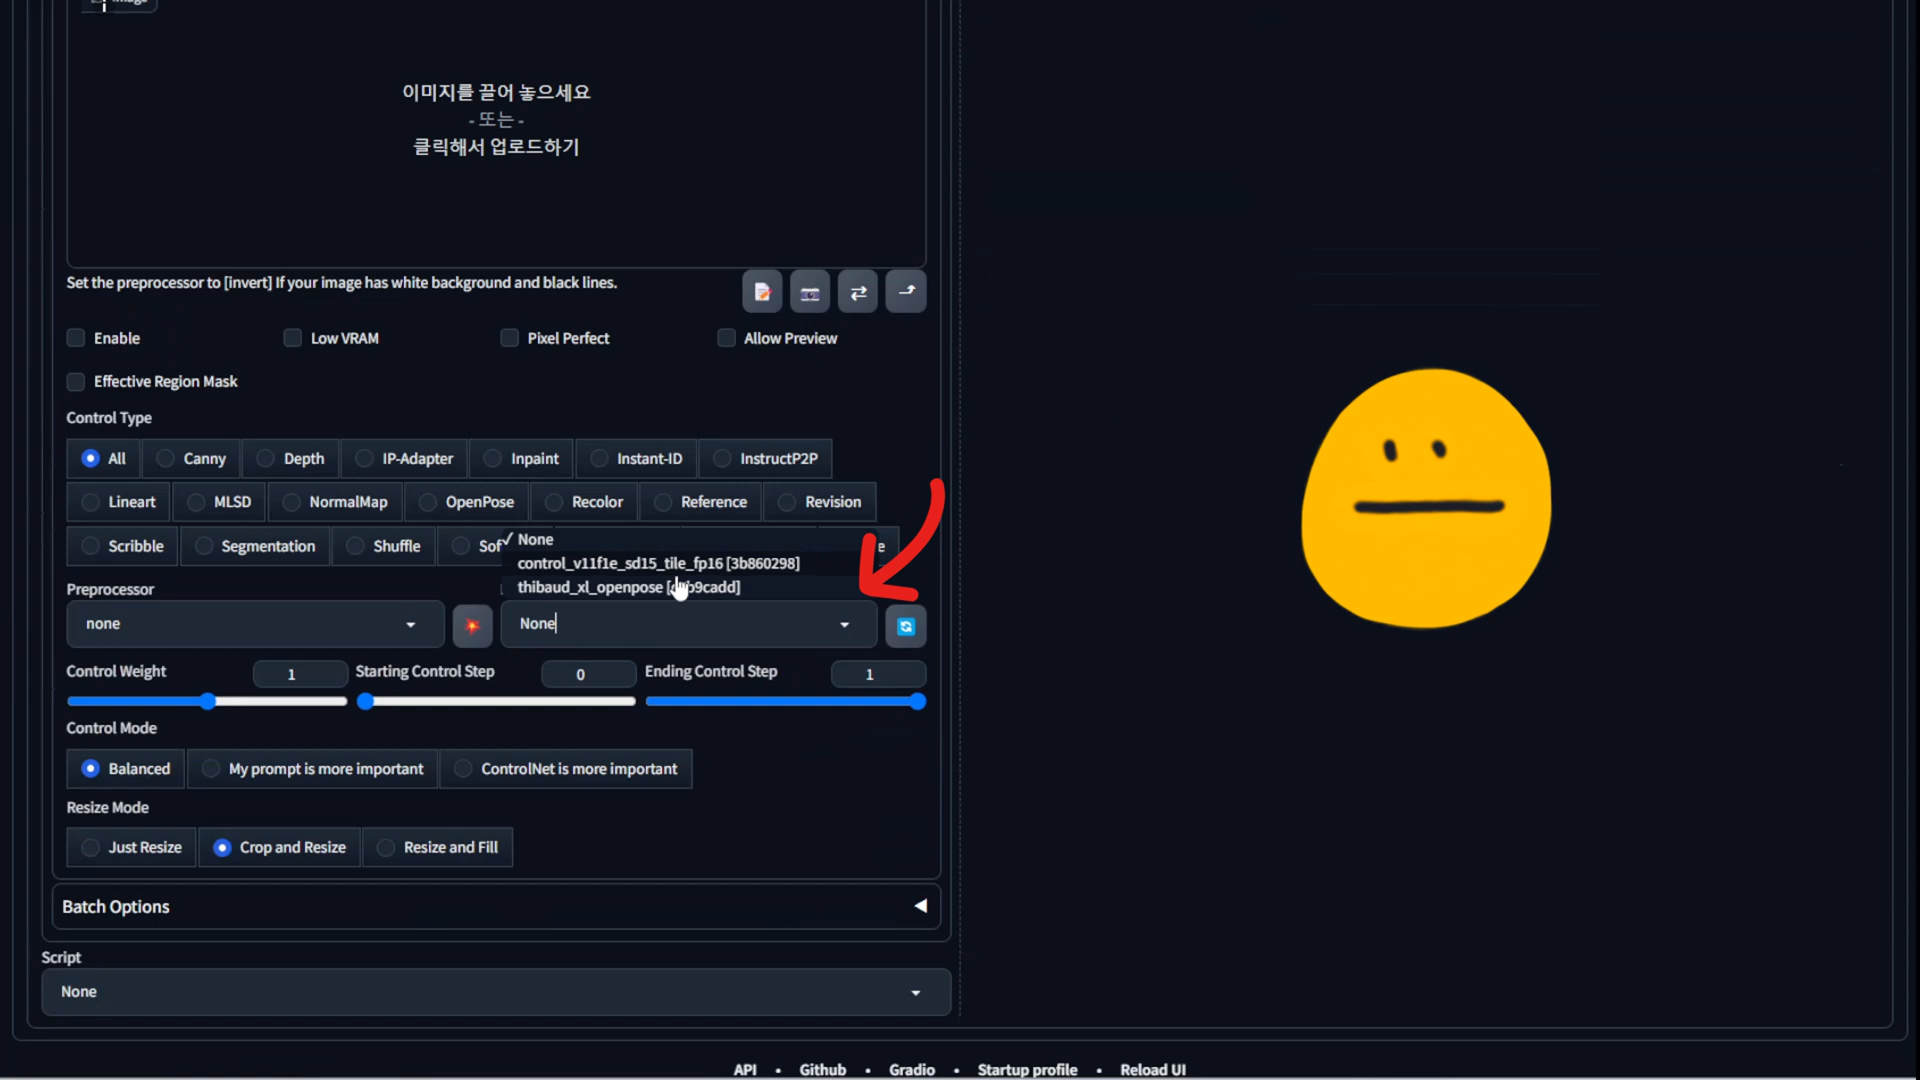 이미지를 끌어 놓으세요
- 또는 -
클릭해서 업로드하기
Set the preprocessor to [invert] If your image has white background and black lines.
Enable Low VRAM Pixel Perfect Allow Preview
Effective Region Mask
Control Type
All Canny Depth IP-Adapter Inpaint Instant-ID InstructP2P
Lineart MLSD NormalMap OpenPose Recolor Reference Revision
Scribble Segmentation Shuffle
✓ None
control_v11f1e_sd15_tile_fp16 [3b860298]
thibaud_xl_openpose
Preprocessor
none None
Control Weight 1 Starting Control Step 0 Ending Control Step 1
Control Mode
Balanced My prompt is more important ControlNet is more important
Resize Mode
Just Resize Crop and Resize Resize and Fill
Batch Options
Script
None
API • Github • Gradio • Startup profile • Reload UI